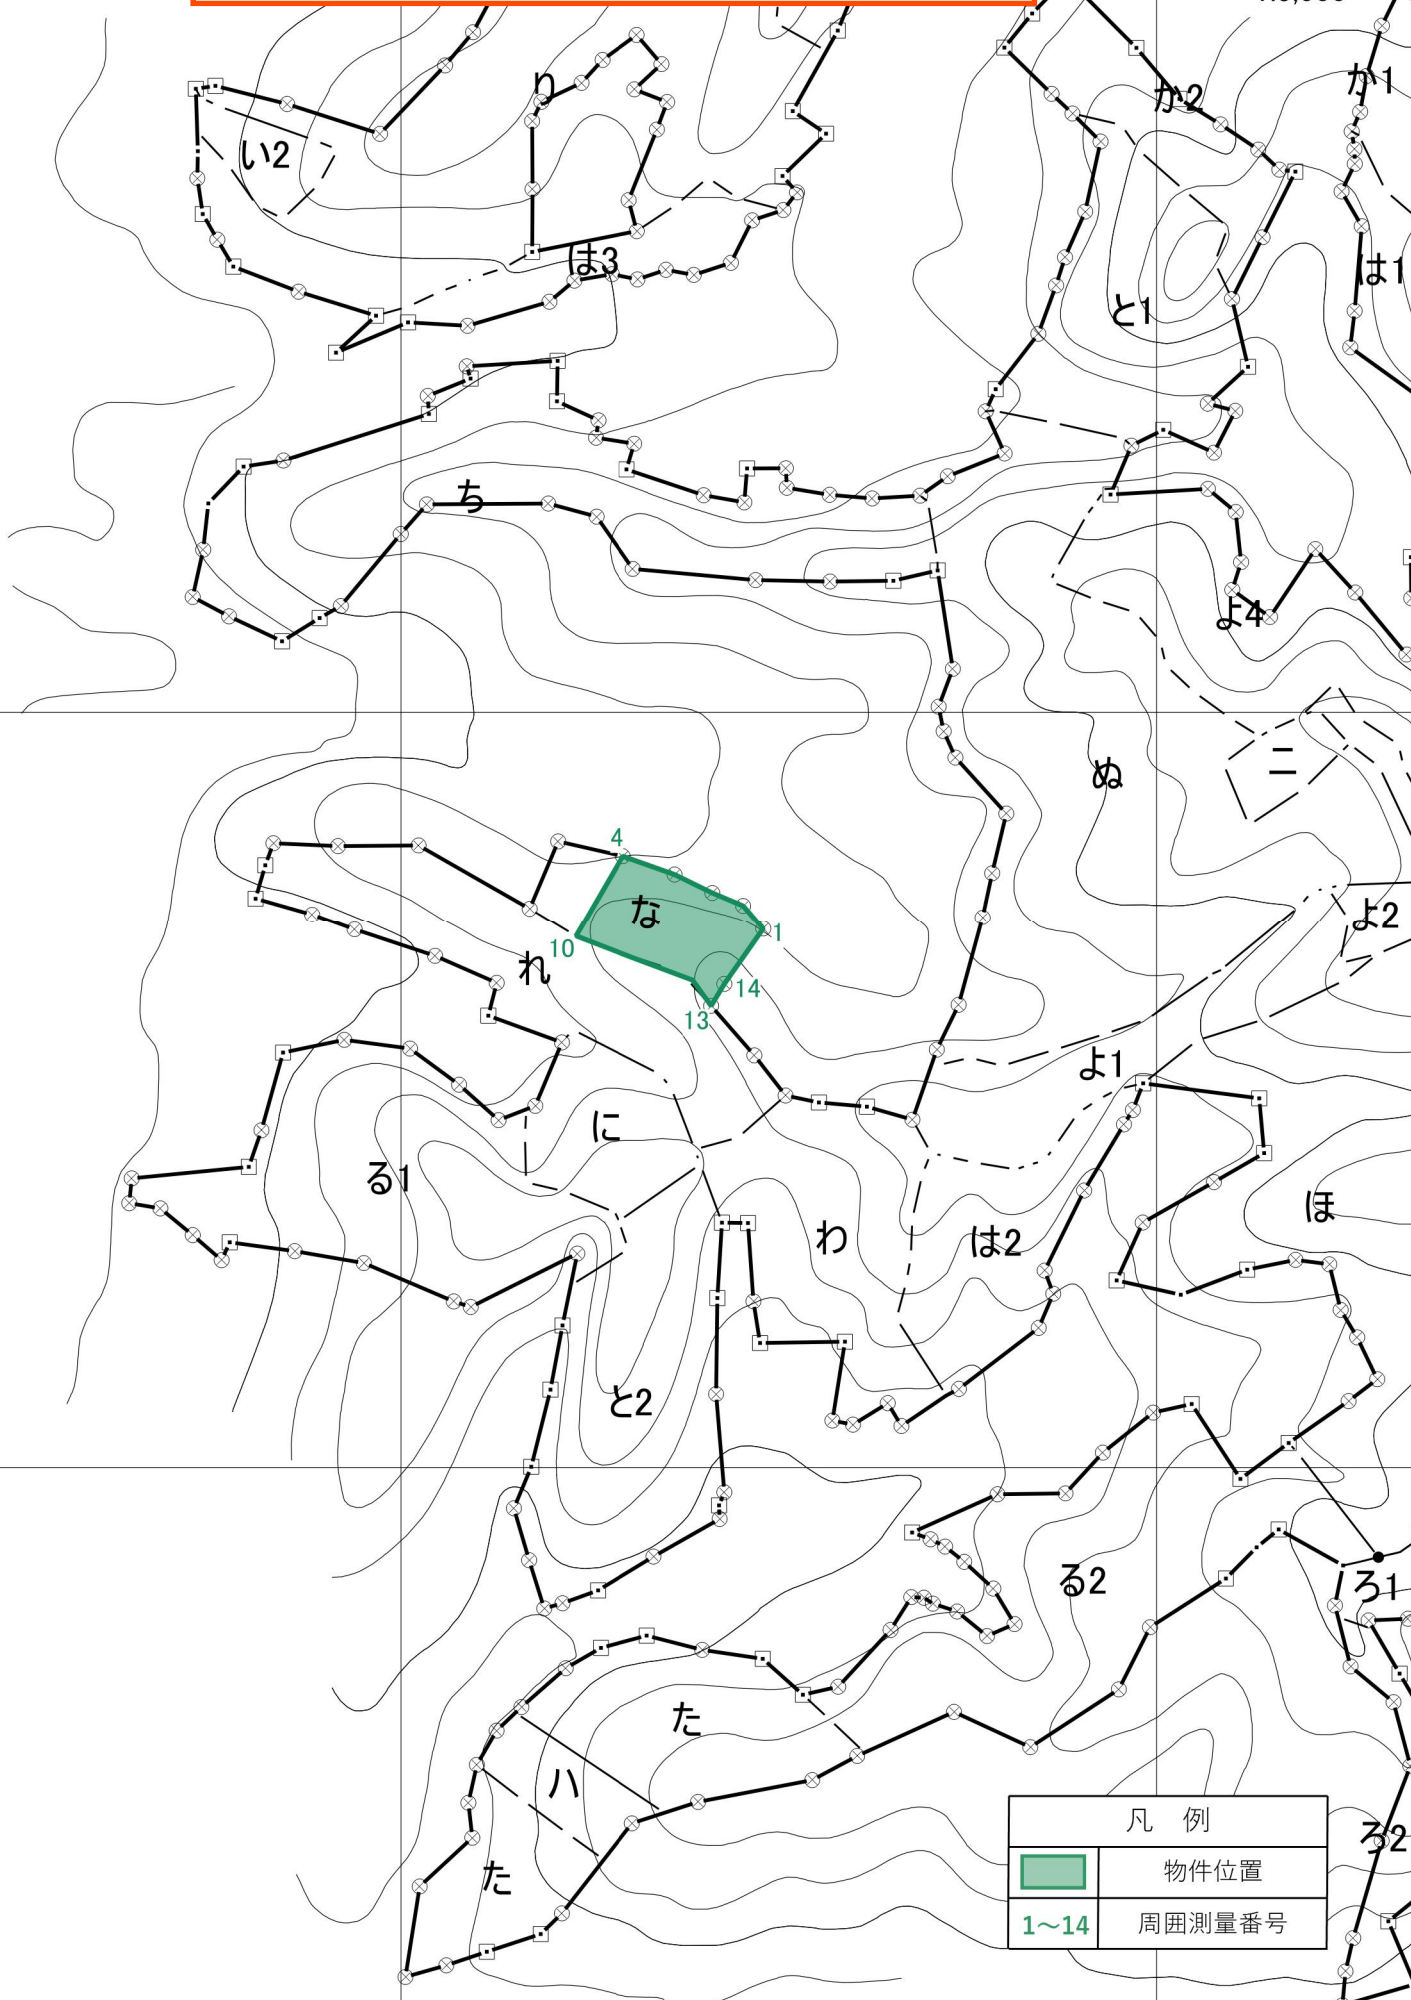 か1
り
か2
い2
は3
は1
と1
ち
よ4
ぬ
ニ
4
な
よ2
1
10
れ
14
13
よ1
に
る1
ほ
わ
は2
と2
る2
ろ1
た
ハ
凡 例
ろ2
物件位置
た
1～14 周囲測量番号